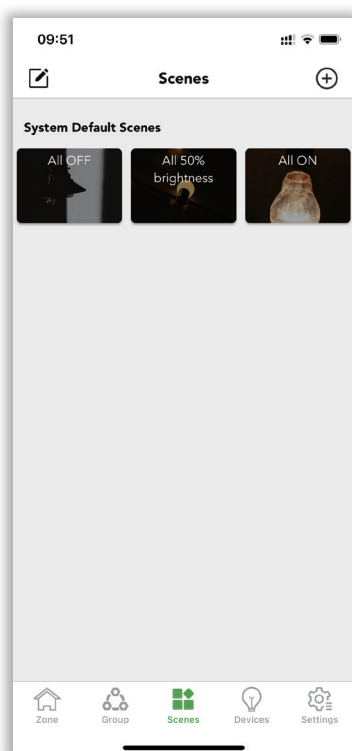 09:51
Scenes
System Default Scenes
All OFF
All 50%
brightness
All ON
Zone
Group
Scenes
Devices
Settings